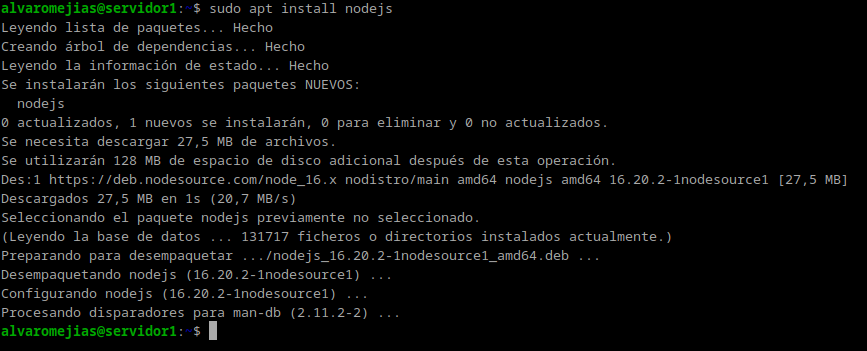 alvaromejias@servidor1:~$ sudo apt install nodejs
Leyendo lista de paquetes... Hecho
Creando árbol de dependencias... Hecho
Leyendo la información de estado... Hecho
Se instalarán los siguientes paquetes NUEVOS:
  nodejs
0 actualizados, 1 nuevos se instalarán, 0 para eliminar y 0 no actualizados.
Se necesita descargar 27,5 MB de archivos.
Se utilizarán 128 MB de espacio de disco adicional después de esta operación.
Des:1 https://deb.nodesource.com/node_16.x nodistro/main amd64 nodejs amd64 16.20.2-1nodesource1 [27,5 MB]
Descargados 27,5 MB en 1s (20,7 MB/s)
Seleccionando el paquete nodejs previamente no seleccionado.
(Leyendo la base de datos ... 131717 ficheros o directorios instalados actualmente.)
Preparando para desempaquetar .../nodejs_16.20.2-1nodesource1_amd64.deb ...
Desempaquetando nodejs (16.20.2-1nodesource1) ...
Configurando nodejs (16.20.2-1nodesource1) ...
Procesando disparadores para man-db (2.11.2-2) ...
alvaromejias@servidor1:~$